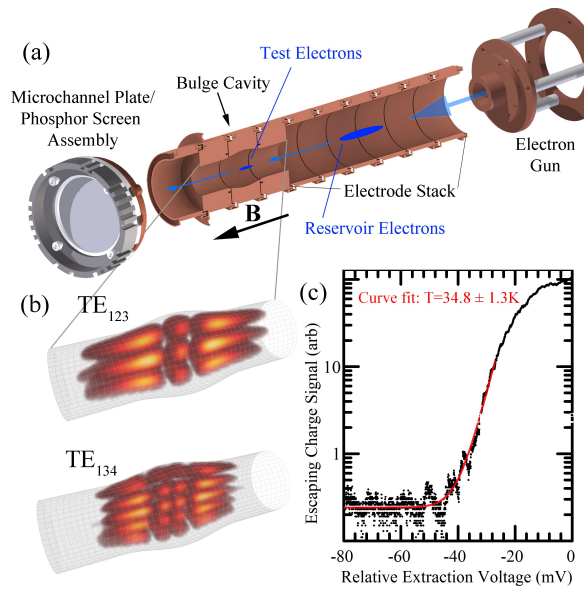 (a)
Test Electrons
Bulge Cavity
Microchannel Plate/
Phosphor Screen
Assembly
Electron
Gun
Electrode Stack
B
Reservoir Electrons
(b)
TE123
TE134
(c)
Curve fit: T=34.8 ± 1.3K
Escaping Charge Signal (arb)
10
1
-80
-60
-40
-20
0
Relative Extraction Voltage (mV)